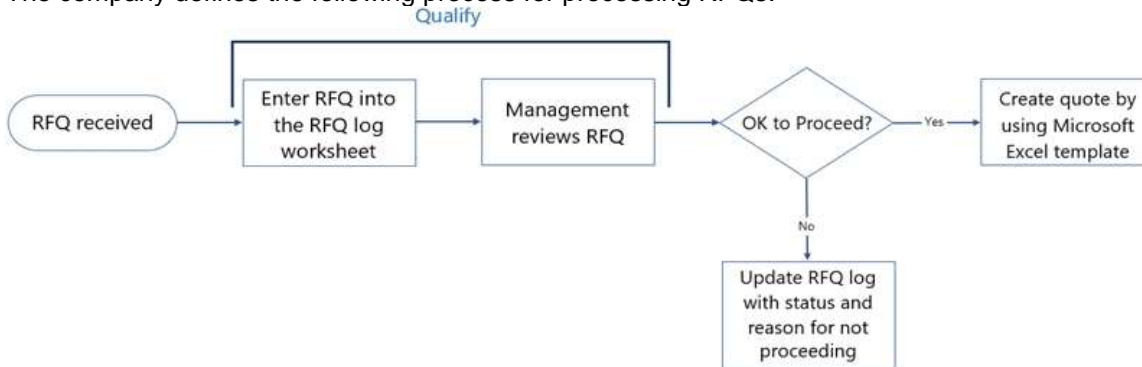 The company defines the following process for processing RFQs.
Qualify
RFQ received
Enter RFQ into
the RFQ log
worksheet
Management
reviews RFQ
OK to Proceed?
Yes
Create quote by
using Microsoft
Excel template
No
Update RFQ log
with status and
reason for not
proceeding